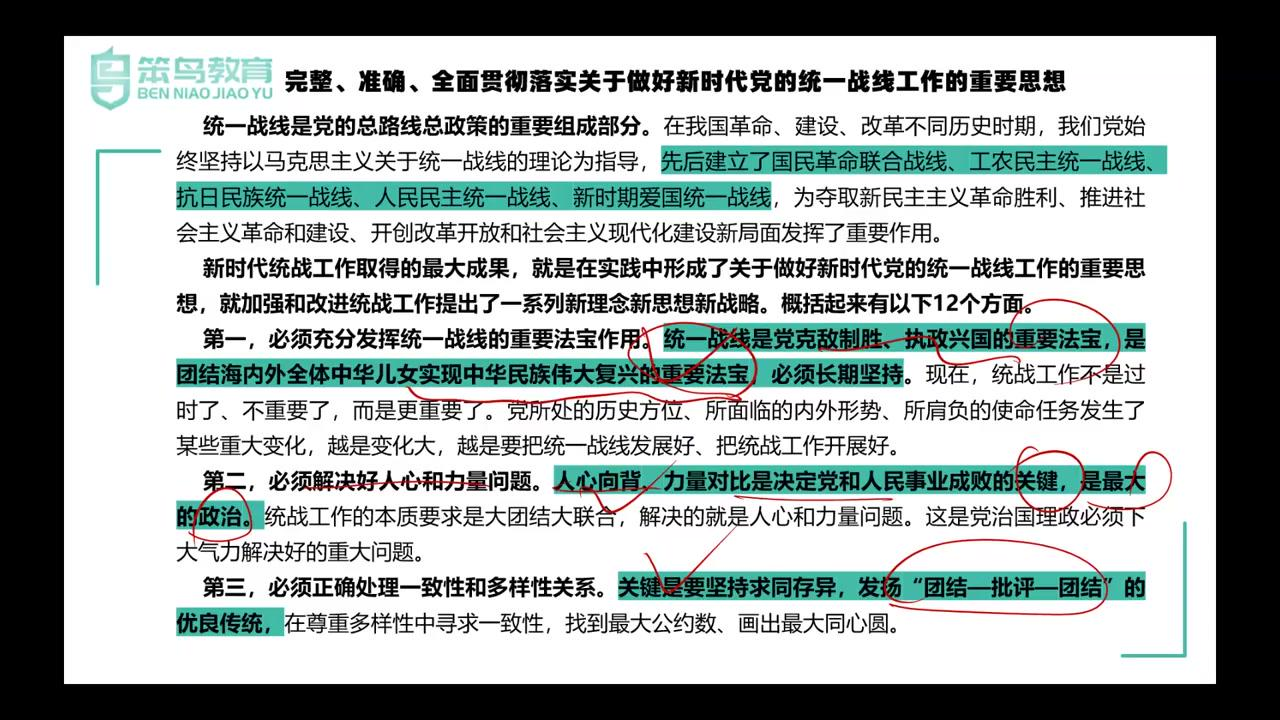 笨鸟教育
BEN NIAO JIAO YU
完整、准确、全面贯彻落实关于做好新时代党的统一战线工作的重要思想
统一战线是党的总路线总政策的重要组成部分。在我国革命、建设、改革不同历史时期，我们党始
终坚持以马克思主义关于统一战线的理论为指导，先后建立了国民革命联合战线、工农民主统一战线、
抗日民族统一战线、人民民主统一战线、新时期爱国统一战线，为夺取新民主主义革命胜利、推进社
会主义革命和建设、开创改革开放和社会主义现代化建设新局面发挥了重要作用。
新时代统战工作取得的最大成果，就是在实践中形成了关于做好新时代党的统一战线工作的重要思
想，就加强和改进统战工作提出了一系列新理念新思想新战略。概括起来有以下12个方面。
第一，必须充分发挥统一战线的重要法宝作用。统一战线是党克敌制胜、执政兴国的重要法宝，是
团结海内外全体中华儿女实现中华民族伟大复兴的重要法宝，必须长期坚持。现在，统战工作不是过
时了、不重要了，而是更重要了。党所处的历史方位、所面临的内外形势、所肩负的使命任务发生了
某些重大变化，越是变化大，越是要把统一战线发展好、把统战工作开展好。
第二，必须解决好人心和力量问题。人心向背、力量对比是决定党和人民事业成败的关键，是最大
的政治。统战工作的本质要求是大团结大联合，解决的就是人心和力量问题。这是党治国理政必须下
大气力解决好的重大问题。
第三，必须正确处理一致性和多样性关系。关键是要坚持求同存异，发扬“团结—批评—团结”的
优良传统，在尊重多样性中寻求一致性，找到最大公约数、画出最大同心圆。